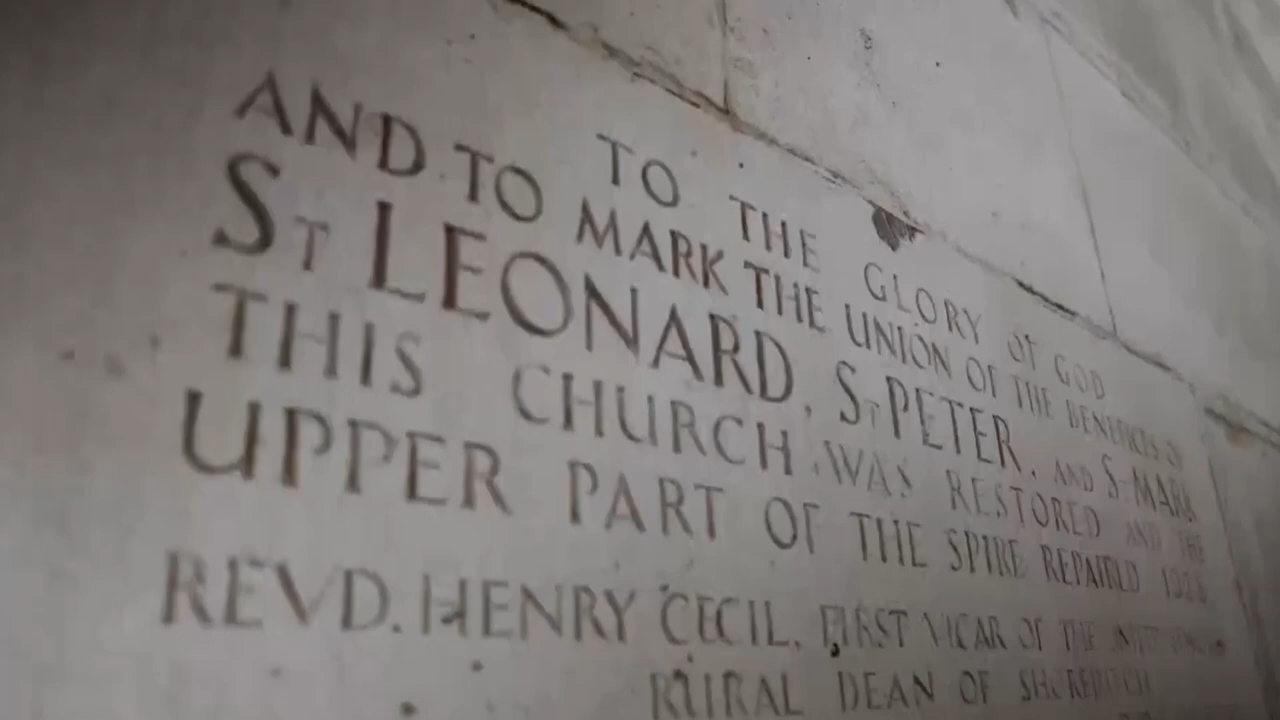 TO THE GLORY OF GOD
AND TO MARK THE UNION OF THE BENEFICES OF
ST LEONARD, ST PETER, AND ST MARK
THIS CHURCH WAS RESTORED AND THE
UPPER PART OF THE SPIRE REPAIRED 1928
REVD. HENRY CECIL, FIRST VICAR OF THE
RURAL DEAN OF SHOREDITCH